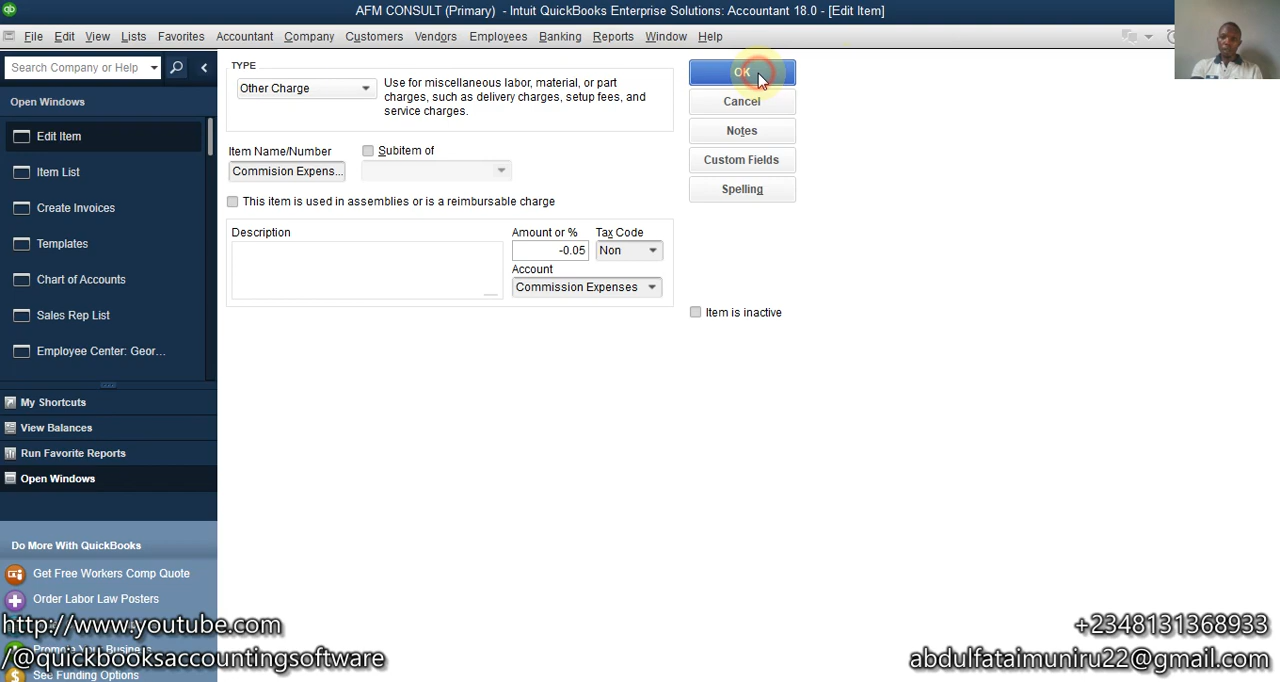 AFM CONSULT (Primary) - Intuit QuickBooks Enterprise Solutions: Accountant 18.0 - [Edit Item]
File Edit View Lists Favorites Accountant Company Customers Vendors Employees Banking Reports Window Help
Search Company or Help
Open Windows
Edit Item
Item List
Create Invoices
Templates
Chart of Accounts
Sales Rep List
Employee Center: Geor...
My Shortcuts
View Balances
Run Favorite Reports
Open Windows
Do More With QuickBooks
Get Free Workers Comp Quote
Order Labor Law Posters
Promote Your Business
See Funding Options
TYPE
Other Charge
Use for miscellaneous labor, material, or part
charges, such as delivery charges, setup fees, and
service charges.
Item Name/Number
Subitem of
Commision Expens...
This item is used in assemblies or is a reimbursable charge
Description
Amount or %
Tax Code
-0.05
Non
Account
Commission Expenses
OK
Cancel
Notes
Custom Fields
Spelling
Item is inactive
http://www.youtube.com
/@quickbooksaccountingsoftware
+2348131368933
abdulfataimuniru22@gmail.com